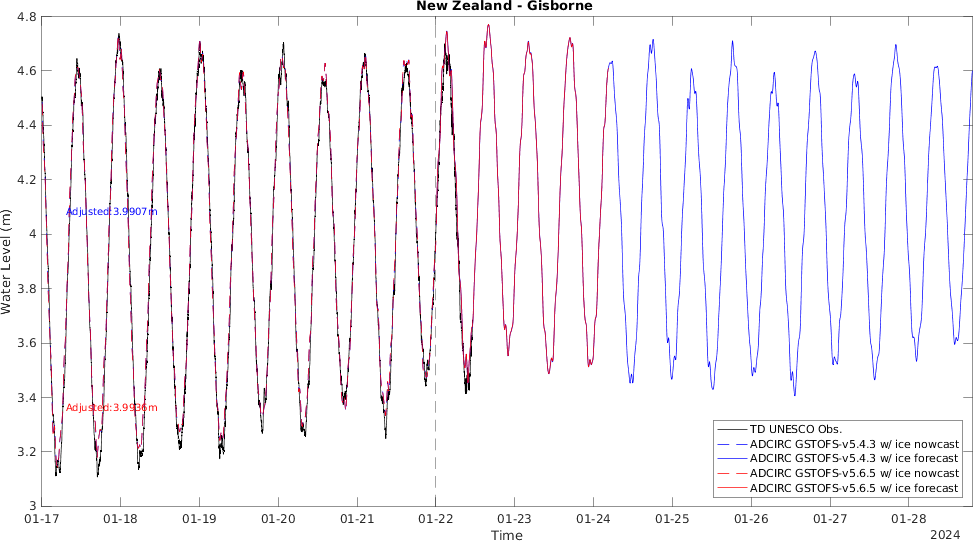 New Zealand - Gisborne
Water Level (m)
4.8
4.6
4.4
4.2
4
3.8
3.6
3.4
3.2
3
Adjusted:3.9907m
Adjusted:3.9936m
TD UNESCO Obs.
ADCIRC GSTOFS-v5.4.3 w/ ice nowcast
ADCIRC GSTOFS-v5.4.3 w/ ice forecast
ADCIRC GSTOFS-v5.6.5 w/ ice nowcast
ADCIRC GSTOFS-v5.6.5 w/ ice forecast
01-17 01-18 01-19 01-20 01-21 01-22 01-23 01-24 01-25 01-26 01-27 01-28
Time
2024